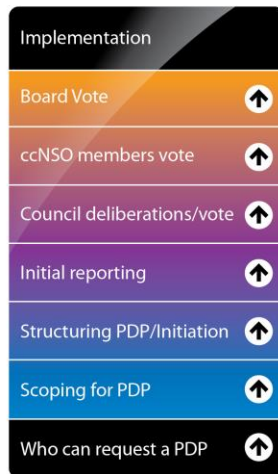 Implementation
Board Vote
ccNSO members vote
Council deliberations/vote
Initial reporting
Structuring PDP/Initiation
Scoping for PDP
Who can request a PDP